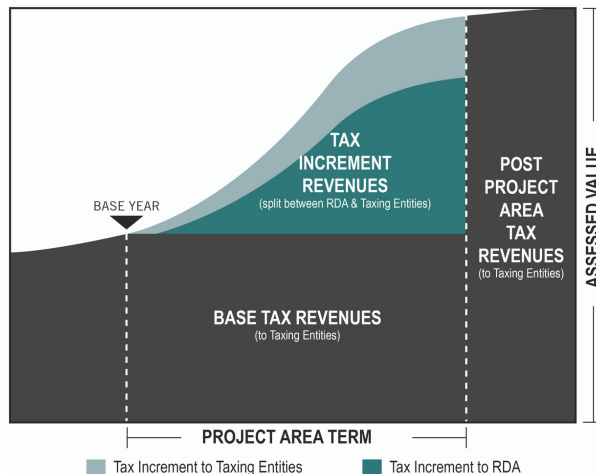 BASE YEAR
TAX
INCREMENT
REVENUES
(split between RDA & Taxing Entities)
POST
PROJECT
AREA
TAX
REVENUES
(to Taxing Entities)
ASSESSED VALUE
BASE TAX REVENUES
(to Taxing Entities)
PROJECT AREA TERM
Tax Increment to Taxing Entities
Tax Increment to RDA